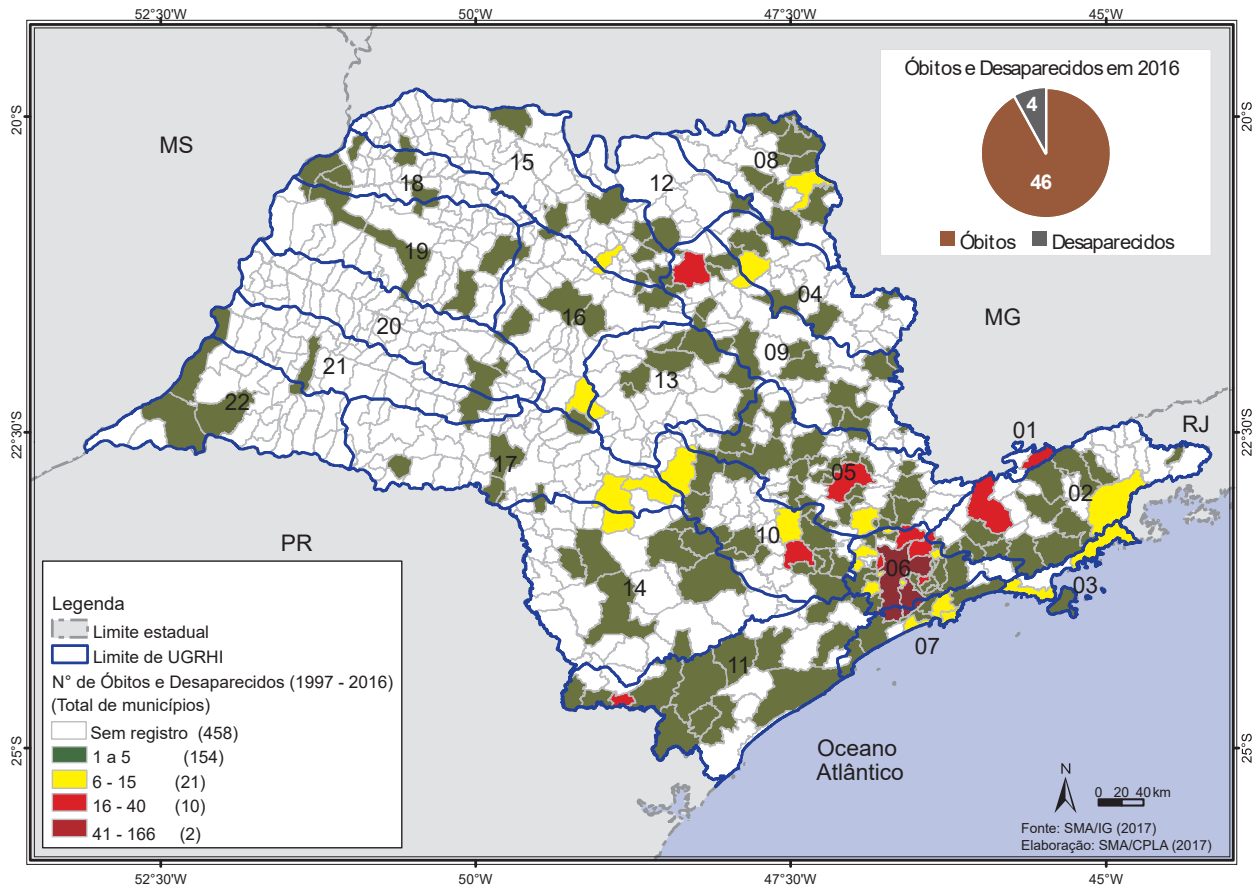 52°30'W
50°W
47°30'W
45°W
20°S
20°S
22°30'S
22°30'S
25°S
25°S
52°30'W
50°W
47°30'W
45°W
Óbitos e Desaparecidos em 2016
4
46
Óbitos
Desaparecidos
MS
MG
RJ
PR
15
08
12
18
19
04
16
20
09
21
13
22
01
17
05
02
10
06
03
14
07
11
Oceano
Atlântico
Legenda
Limite estadual
Limite de UGRHI
N° de Óbitos e Desaparecidos (1997 - 2016)
(Total de municípios)
Sem registro (458)
1 a 5 (154)
6 - 15 (21)
16 - 40 (10)
41 - 166 (2)
N
0 20 40 km
Fonte: SMA/IG (2017)
Elaboração: SMA/CPLA (2017)